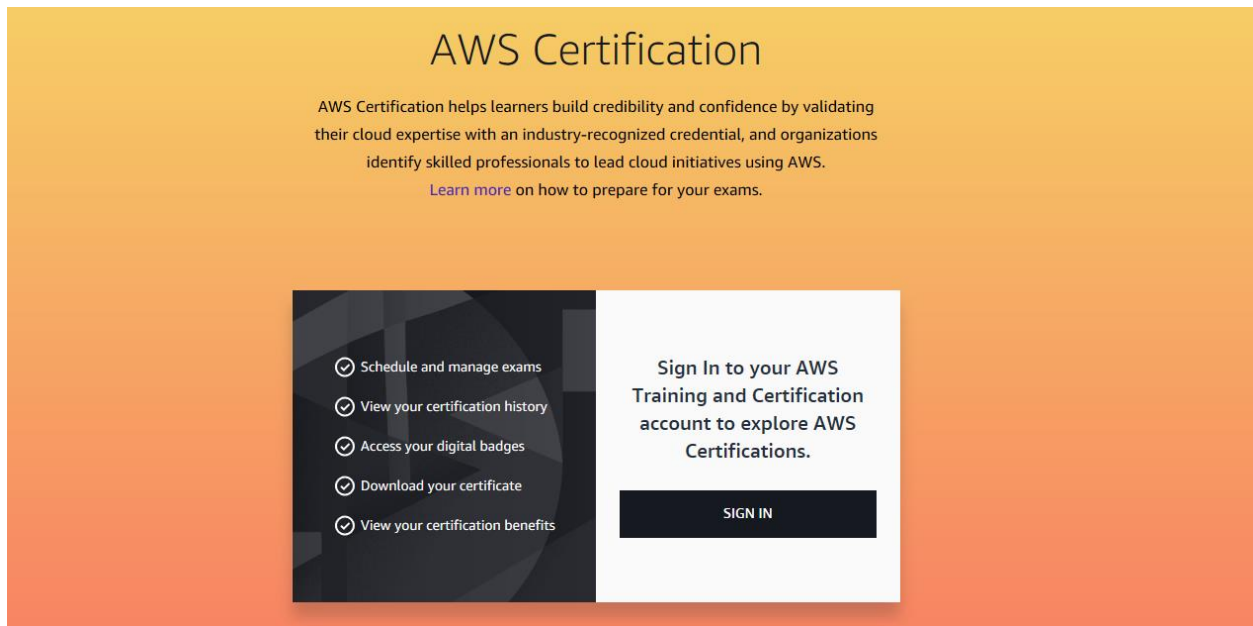 AWS Certification
AWS Certification helps learners build credibility and confidence by validating
their cloud expertise with an industry-recognized credential, and organizations
identify skilled professionals to lead cloud initiatives using AWS.
Learn more on how to prepare for your exams.
Schedule and manage exams
View your certification history
Access your digital badges
Download your certificate
View your certification benefits
Sign In to your AWS
Training and Certification
account to explore AWS
Certifications.
SIGN IN